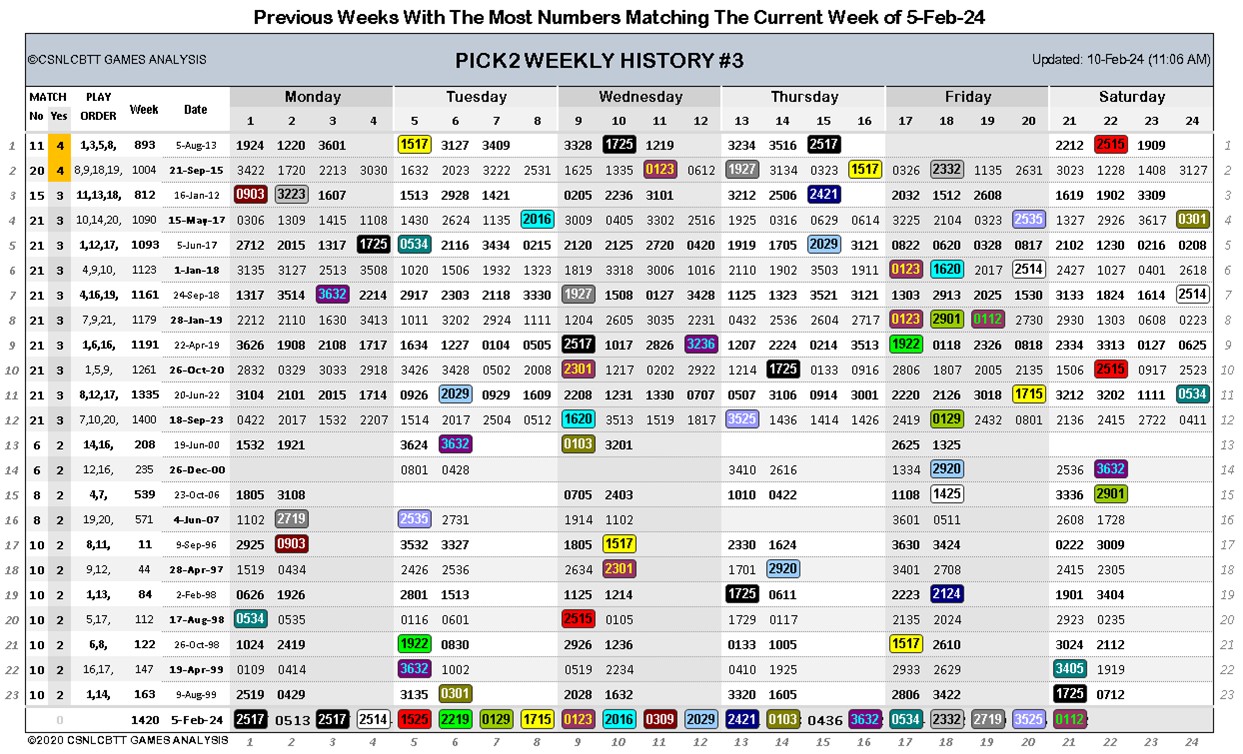 Previous Weeks With The Most Numbers Matching The Current Week of 5-Feb-24
©CSNLCBTT GAMES ANALYSIS PICK2 WEEKLY HISTORY #3 Updated: 10-Feb-24 (11:06 AM)
MATCH PLAY Week Date Monday Tuesday Wednesday Thursday Friday Saturday
No Yes ORDER 1 2 3 4 5 6 7 8 9 10 11 12 13 14 15 16 17 18 19 20 21 22 23 24
1 11 4 1,3,5,8, 893 5-Aug-13 1924 1220 3601 1517 3127 3409 3328 1725 1219 3234 3516 2517 2212 2515 1909 1
2 20 4 8,9,18,19, 1004 21-Sep-15 3422 1720 2213 3030 1632 2023 3222 2531 1625 1335 0123 0612 1927 3134 0323 1517 0326 2332 1135 2631 3023 1228 1408 3127 2
3 15 3 11,13,18, 812 16-Jan-12 0903 3223 1607 1513 2928 1421 0205 2236 3101 3212 2506 2421 2032 1512 2608 1619 1902 3309 3
4 21 3 10,14,20, 1090 15-May-17 0306 1309 1415 1108 1430 2624 1135 2016 3009 0405 3302 2516 1925 0316 0629 0614 2225 2104 0323 2535 1327 2926 3617 0301 4
5 21 3 1,12,17, 1093 5-Jun-17 2712 2015 1317 1725 0534 2116 3434 0215 2120 2125 2720 0420 1919 1705 2029 3121 0822 0620 0328 0817 2102 1230 0216 0208 5
6 21 3 4,9,10, 1123 1-Jan-18 3135 3127 2513 3508 1020 1506 1932 1323 1819 3318 3006 1016 2110 1902 3503 1911 0123 1620 2017 2514 2427 1027 0401 2618 6
7 21 3 4,16,19, 1161 24-Sep-18 1317 3514 3632 2214 2917 2303 2118 3330 1927 1508 0127 3428 1125 1323 3521 3121 1303 2913 2025 1530 3133 1824 1614 2514 7
8 21 3 7,9,21, 1179 28-Jan-19 2212 2110 1630 3413 1011 3202 2924 1111 1204 2605 3035 2231 0432 2536 2604 2717 0123 2901 0112 2730 2930 1303 0608 0223 8
9 21 3 1,6,16, 1191 22-Apr-19 3626 1908 2108 1717 1634 1227 0104 0505 2517 1017 2826 3236 1207 2224 0214 3513 1922 0118 2326 0818 2334 3313 0127 0625 9
10 21 3 1,5,9, 1261 26-Oct-20 2832 0329 3033 2918 3426 3428 0502 2008 2301 1217 0202 2922 1214 1725 0133 0916 2806 1807 2005 2135 1506 2515 0917 2523 10
11 21 3 8,12,17, 1335 20-Jun-22 3104 2101 2015 1714 0926 2029 0929 1609 2208 1231 1330 0707 0507 3106 0914 3001 2220 2126 3018 1715 3212 3202 1111 0534 11
12 21 3 7,10,20, 1400 18-Sep-23 0422 2017 1532 2207 1514 2017 2504 0512 1620 3513 1519 1817 3525 1436 1414 1426 2419 0129 2432 0801 2136 2415 2722 0411 12
13 6 2 14,16, 208 19-Jun-00 1532 1921 3624 3632 0103 3201 2625 1325 13
14 6 2 12,16, 235 26-Dec-00 0801 0428 3410 2616 1334 2920 2536 3632 14
15 8 2 4,7, 539 23-Oct-06 1805 3108 0705 2403 1010 0422 1108 1425 3336 2901 15
16 8 2 19,20, 571 4-Jun-07 1102 2719 2535 2731 1914 1102 3601 0511 2608 1728 16
17 10 2 8,11, 11 9-Sep-96 2925 0903 3532 3327 1805 1517 2330 1624 3630 3424 0222 3009 17
18 10 2 9,12, 44 28-Apr-97 1519 0434 2426 2536 2634 2301 1701 2920 3401 2708 2415 2305 18
19 10 2 1,13, 84 2-Feb-98 0626 1926 2801 1513 1125 1214 1725 0611 1833 2124 1901 3404 19
20 10 2 5,17, 112 17-Aug-98 0534 0535 0116 0601 2515 0105 1729 0117 2135 2024 2923 0235 20
21 10 2 6,8, 122 26-Oct-98 1024 2419 1922 0830 2926 1236 0133 1005 1517 2610 3024 2112 21
22 10 2 16,17, 147 19-Apr-99 0109 0414 3632 1002 0519 2234 0410 1925 2933 2629 3405 1919 22
23 10 2 1,14, 163 9-Aug-99 2519 0429 3135 0301 2028 1632 3320 1605 2806 3422 1725 0712 23
0 1420 5-Feb-24 2517 0513 2517 2514 1525 2219 0129 1715 0123 2016 0309 2029 2421 0103 0436 3632 0534 2332 2719 3525 0112
©2020 CSNLCBTT GAMES ANALYSIS 1 2 3 4 5 6 7 8 9 10 11 12 13 14 15 16 17 18 19 20 21 22 23 24